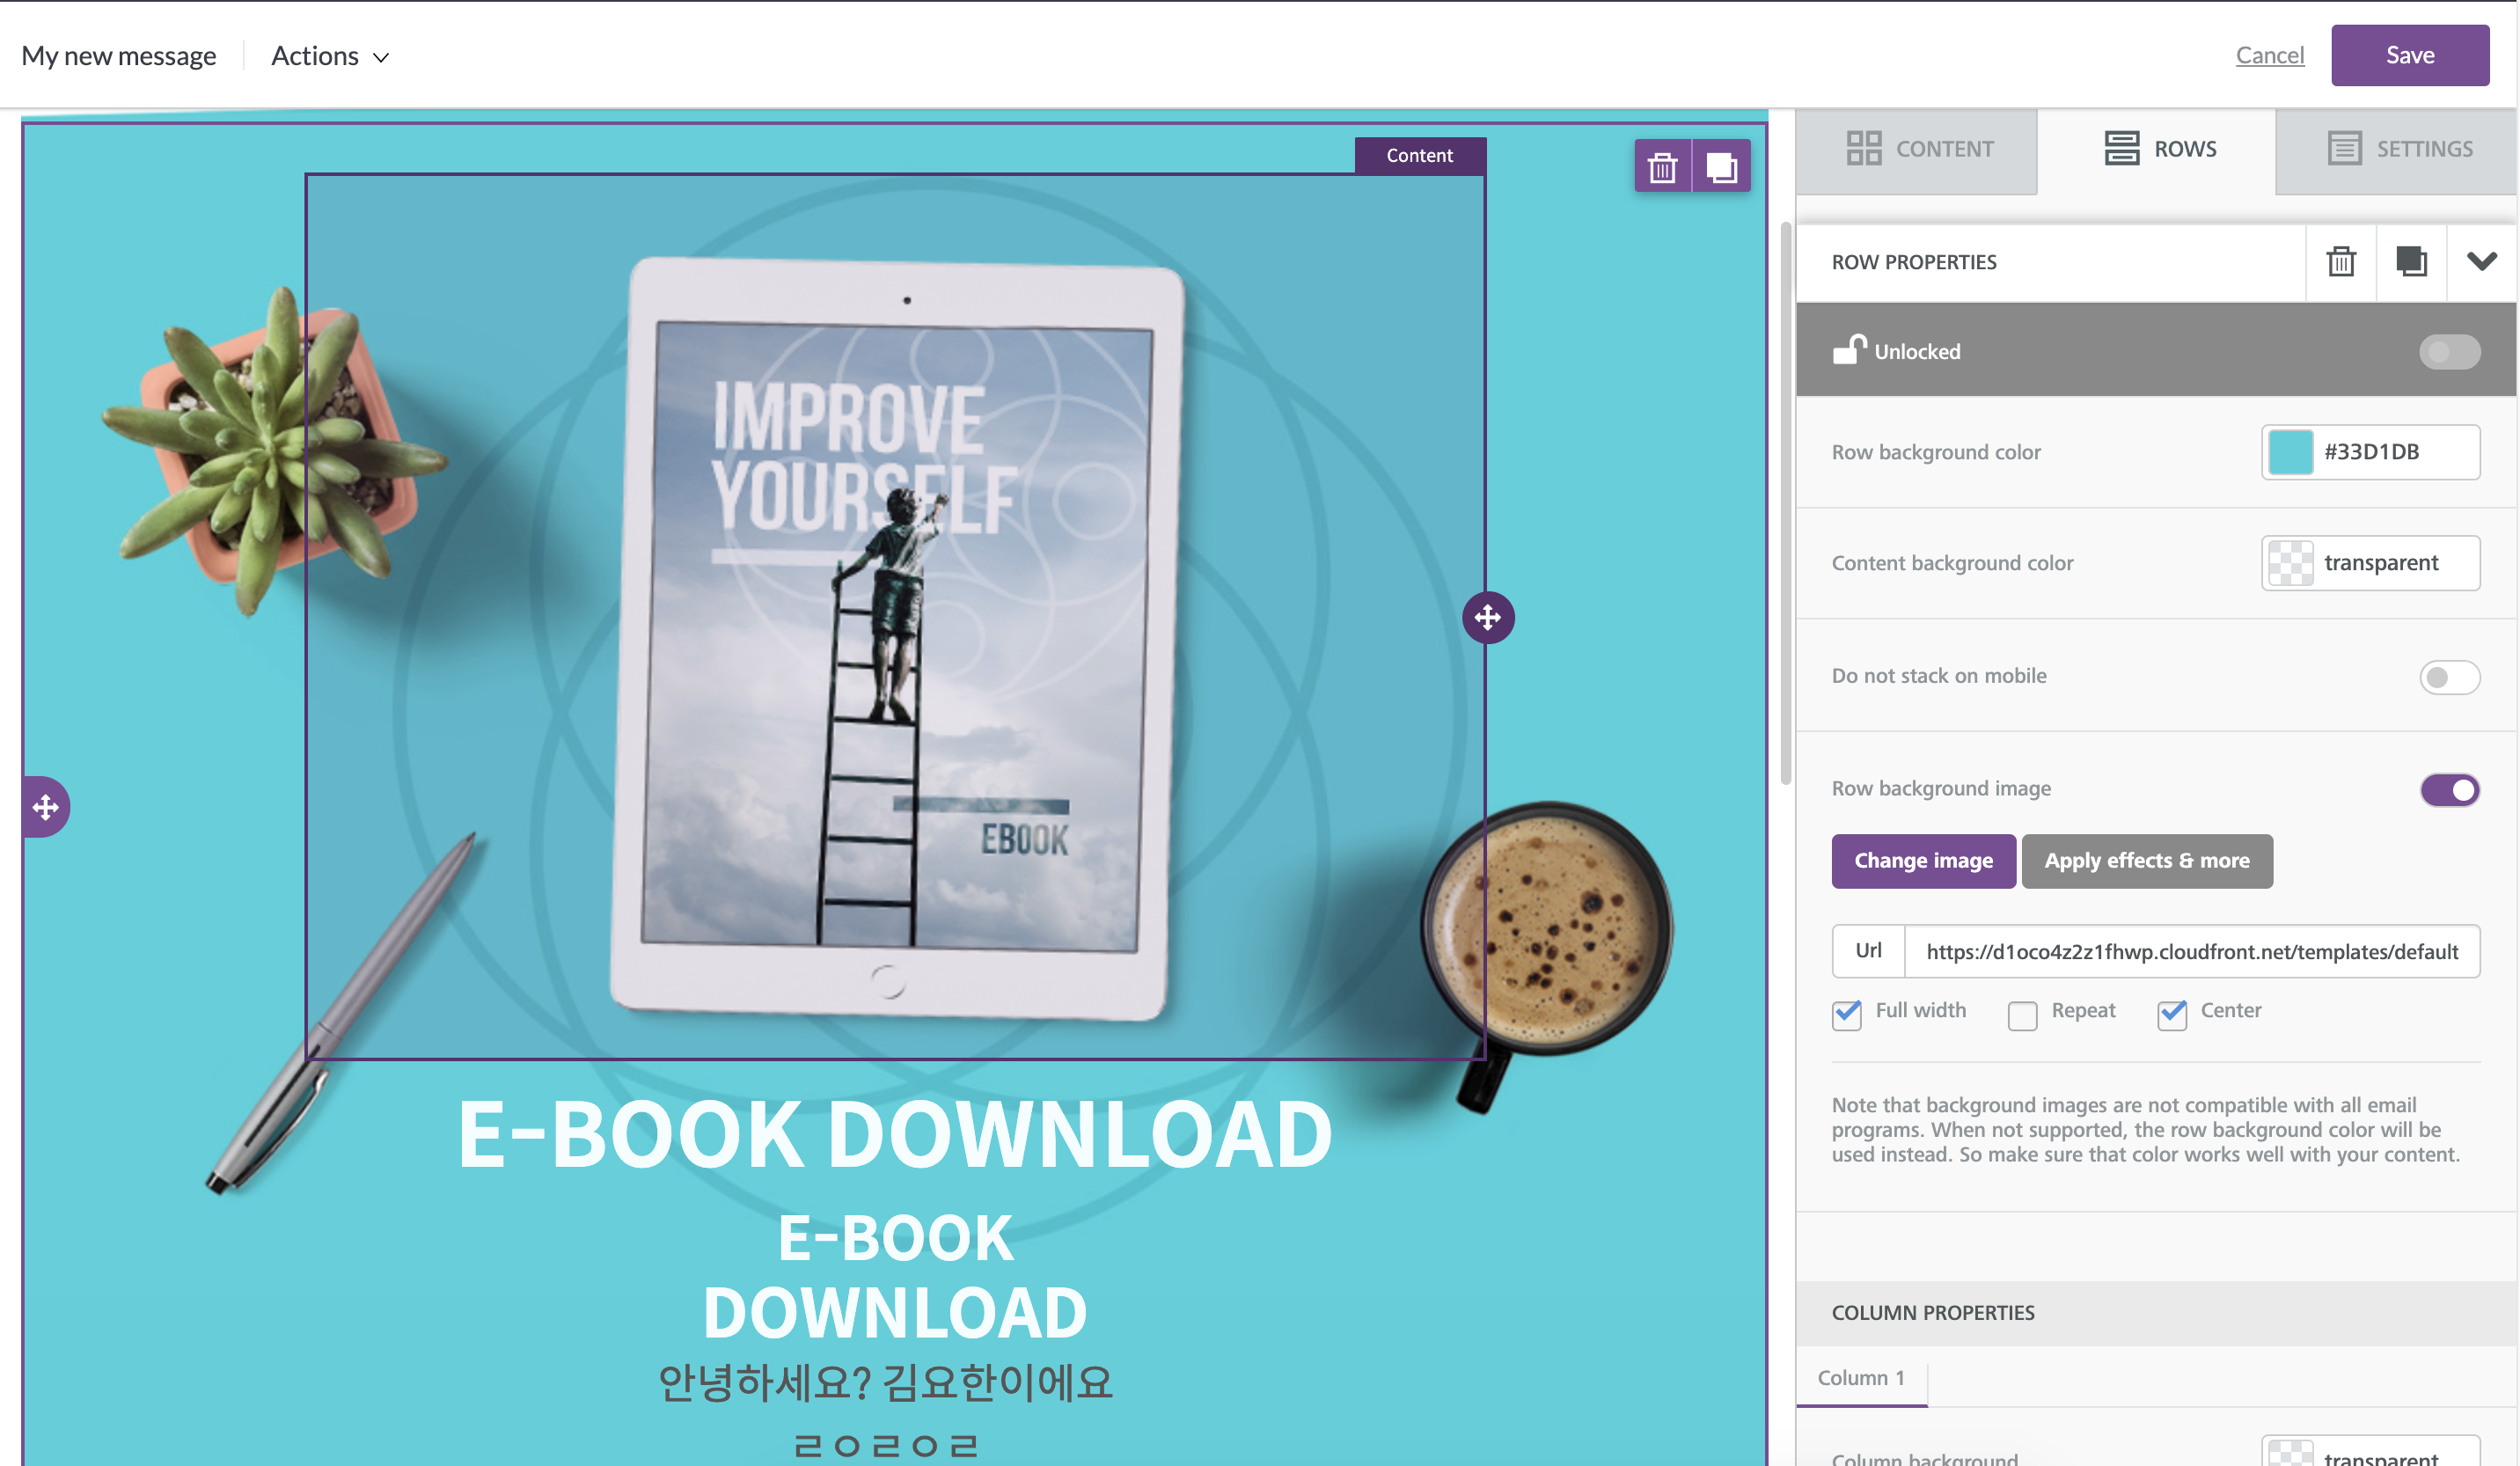 My new message
Actions
Cancel
Save
Content
CONTENT
ROWS
SETTINGS
IMPROVE
YOURSELF
EBOOK
E-BOOK DOWNLOAD
E-BOOK
DOWNLOAD
안녕하세요? 김요한이에요
ㄹㅇㄹㅇㄹ
ROW PROPERTIES
Unlocked
Row background color
#33D1DB
Content background color
transparent
Do not stack on mobile
Row background image
Change image
Apply effects & more
Url
https://d1oco4z2z1fhwp.cloudfront.net/templates/default
Full width
Repeat
Center
Note that background images are not compatible with all email
programs. When not supported, the row background color will be
used instead. So make sure that color works well with your content.
COLUMN PROPERTIES
Column 1
Column background
transparent